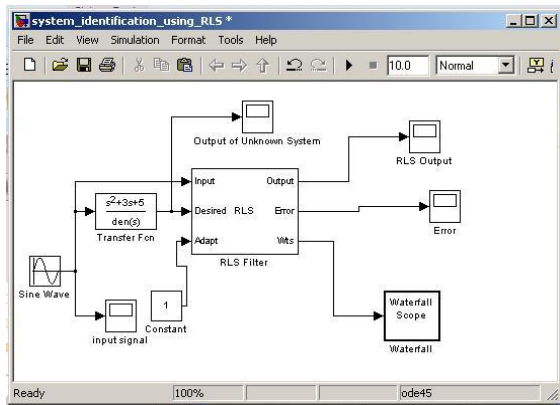 system_identification_using_RLS *
File Edit View Simulation Format Tools Help
10.0 Normal
Output of Unknown System
RLS Output
Input Output
s²+3s+5
den(s)
Transfer Fcn
Desired RLS Error
Adapt Wts
RLS Filter
Error
Sine Wave
input signal
1
Constant
Waterfall
Scope
Waterfall
Ready 100% ode45